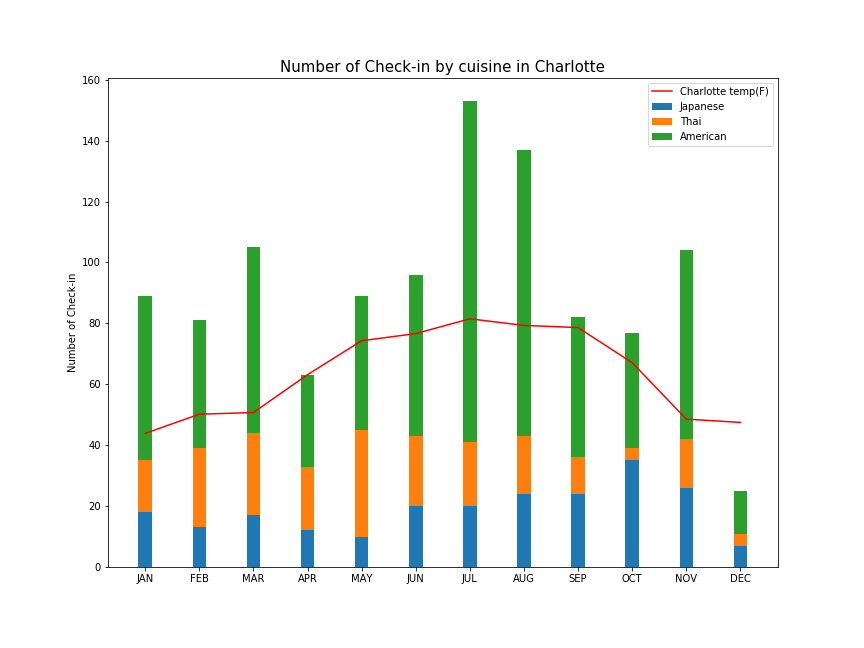 Number of Check-in by cuisine in Charlotte
Charlotte temp(F)
Japanese
Thai
American
Number of Check-in
160
140
120
100
80
60
40
20
0
JAN FEB MAR APR MAY JUN JUL AUG SEP OCT NOV DEC